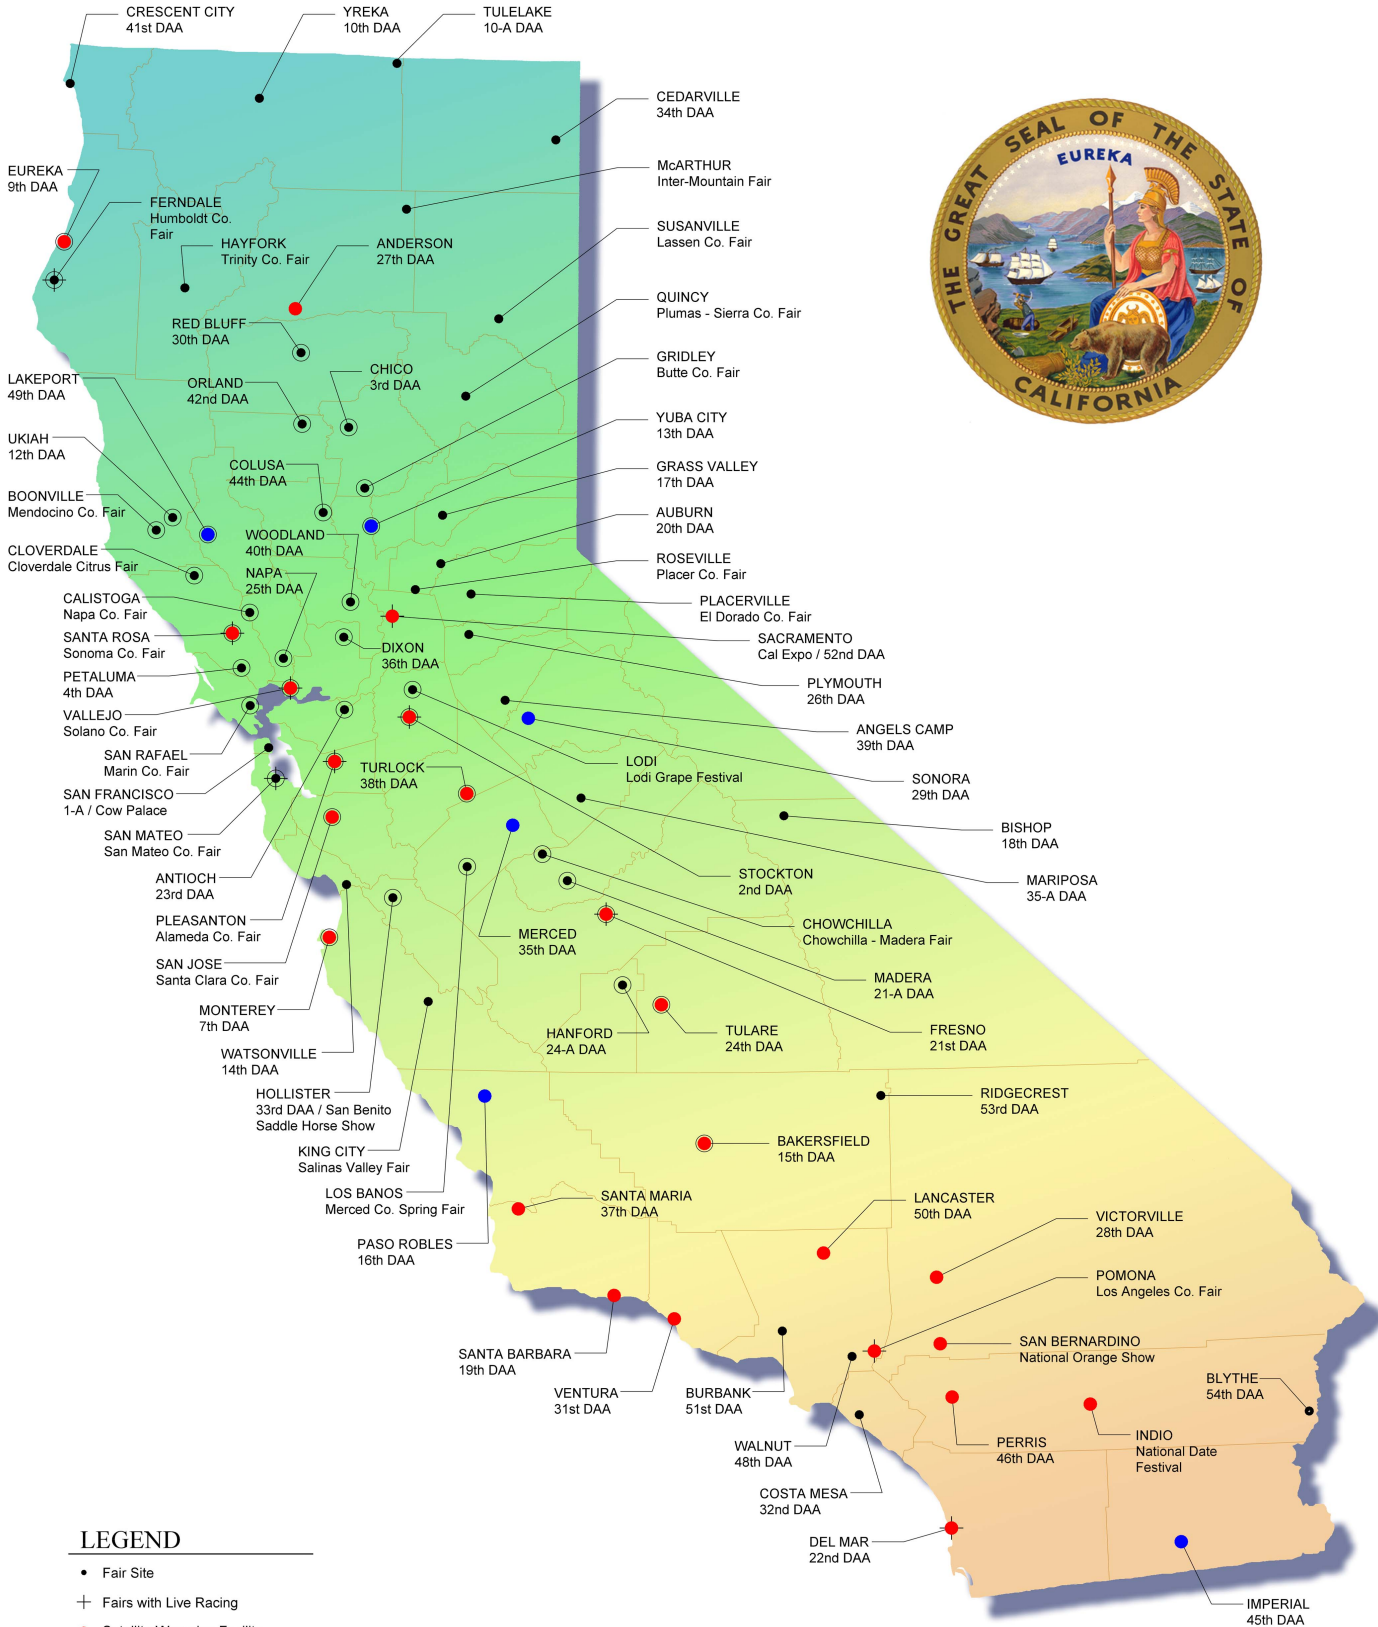 CRESCENT CITY
41st DAA
YREKA
10th DAA
TULELAKE
10-A DAA
CEDARVILLE
34th DAA
EUREKA
9th DAA
McARTHUR
Inter-Mountain Fair
FERNDALE
Humboldt Co.
Fair
HAYFORK
Trinity Co. Fair
ANDERSON
27th DAA
SUSANVILLE
Lassen Co. Fair
QUINCY
Plumas - Sierra Co. Fair
RED BLUFF
30th DAA
GRIDLEY
Butte Co. Fair
LAKEPORT
49th DAA
ORLAND
42nd DAA
CHICO
3rd DAA
YUBA CITY
13th DAA
UKIAH
12th DAA
COLUSA
44th DAA
GRASS VALLEY
17th DAA
BOONVILLE
Mendocino Co. Fair
AUBURN
20th DAA
WOODLAND
40th DAA
CLOVERDALE
Cloverdale Citrus Fair
ROSEVILLE
Placer Co. Fair
NAPA
25th DAA
CALISTOGA
Napa Co. Fair
PLACERVILLE
El Dorado Co. Fair
SANTA ROSA
Sonoma Co. Fair
DIXON
36th DAA
SACRAMENTO
Cal Expo / 52nd DAA
PETALUMA
4th DAA
PLYMOUTH
26th DAA
VALLEJO
Solano Co. Fair
ANGELS CAMP
39th DAA
SAN RAFAEL
Marin Co. Fair
TURLOCK
38th DAA
LODI
Lodi Grape Festival
SONORA
29th DAA
SAN FRANCISCO
1-A / Cow Palace
SAN MATEO
San Mateo Co. Fair
BISHOP
18th DAA
ANTIOCH
23rd DAA
STOCKTON
2nd DAA
MARIPOSA
35-A DAA
PLEASANTON
Alameda Co. Fair
MERCED
35th DAA
CHOWCHILLA
Chowchilla - Madera Fair
SAN JOSE
Santa Clara Co. Fair
MADERA
21-A DAA
MONTEREY
7th DAA
HANFORD
24-A DAA
TULARE
24th DAA
FRESNO
21st DAA
WATSONVILLE
14th DAA
HOLLISTER
33rd DAA / San Benito
Saddle Horse Show
RIDGECREST
53rd DAA
KING CITY
Salinas Valley Fair
BAKERSFIELD
15th DAA
LOS BANOS
Merced Co. Spring Fair
SANTA MARIA
37th DAA
LANCASTER
50th DAA
VICTORVILLE
28th DAA
PASO ROBLES
16th DAA
POMONA
Los Angeles Co. Fair
SANTA BARBARA
19th DAA
SAN BERNARDINO
National Orange Show
BLYTHE
54th DAA
VENTURA
31st DAA
BURBANK
51st DAA
WALNUT
48th DAA
PERRIS
46th DAA
INDIO
National Date
Festival
COSTA MESA
32nd DAA
DEL MAR
22nd DAA
IMPERIAL
45th DAA
THE GREAT SEAL OF THE STATE OF CALIFORNIA
EUREKA
LEGEND
Fair Site
Fairs with Live Racing